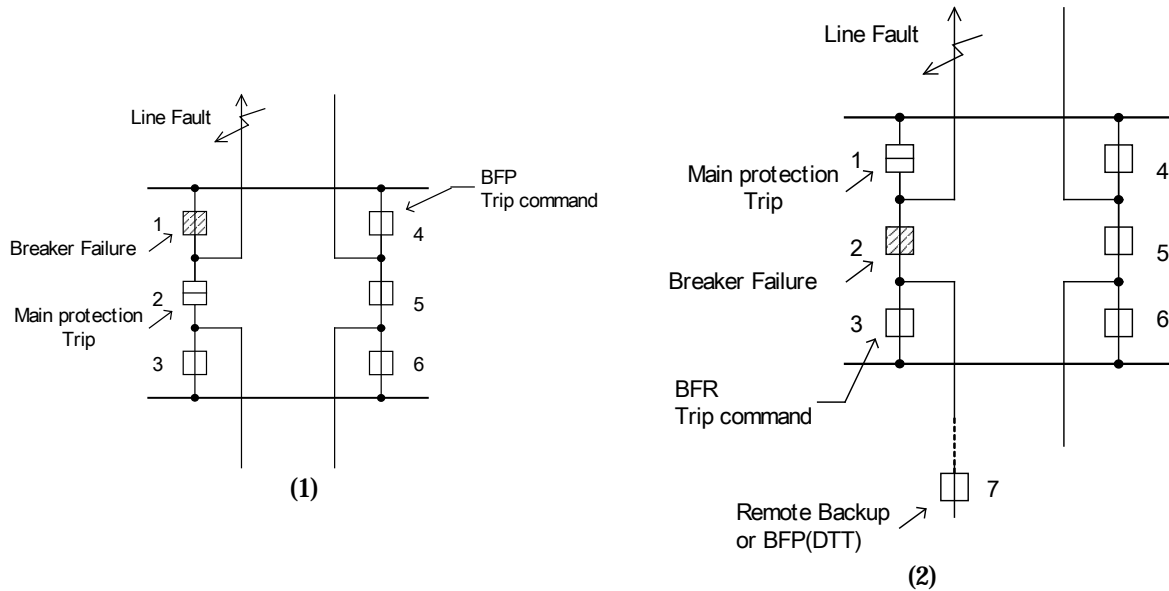 Line Fault
BFP
Trip command
1
4
Breaker Failure
2
5
Main protection
Trip
3
6
(1)
Line Fault
1
4
Main protection
Trip
2
5
Breaker Failure
3
6
BFR
Trip command
7
Remote Backup
or BFP(DTT)
(2)